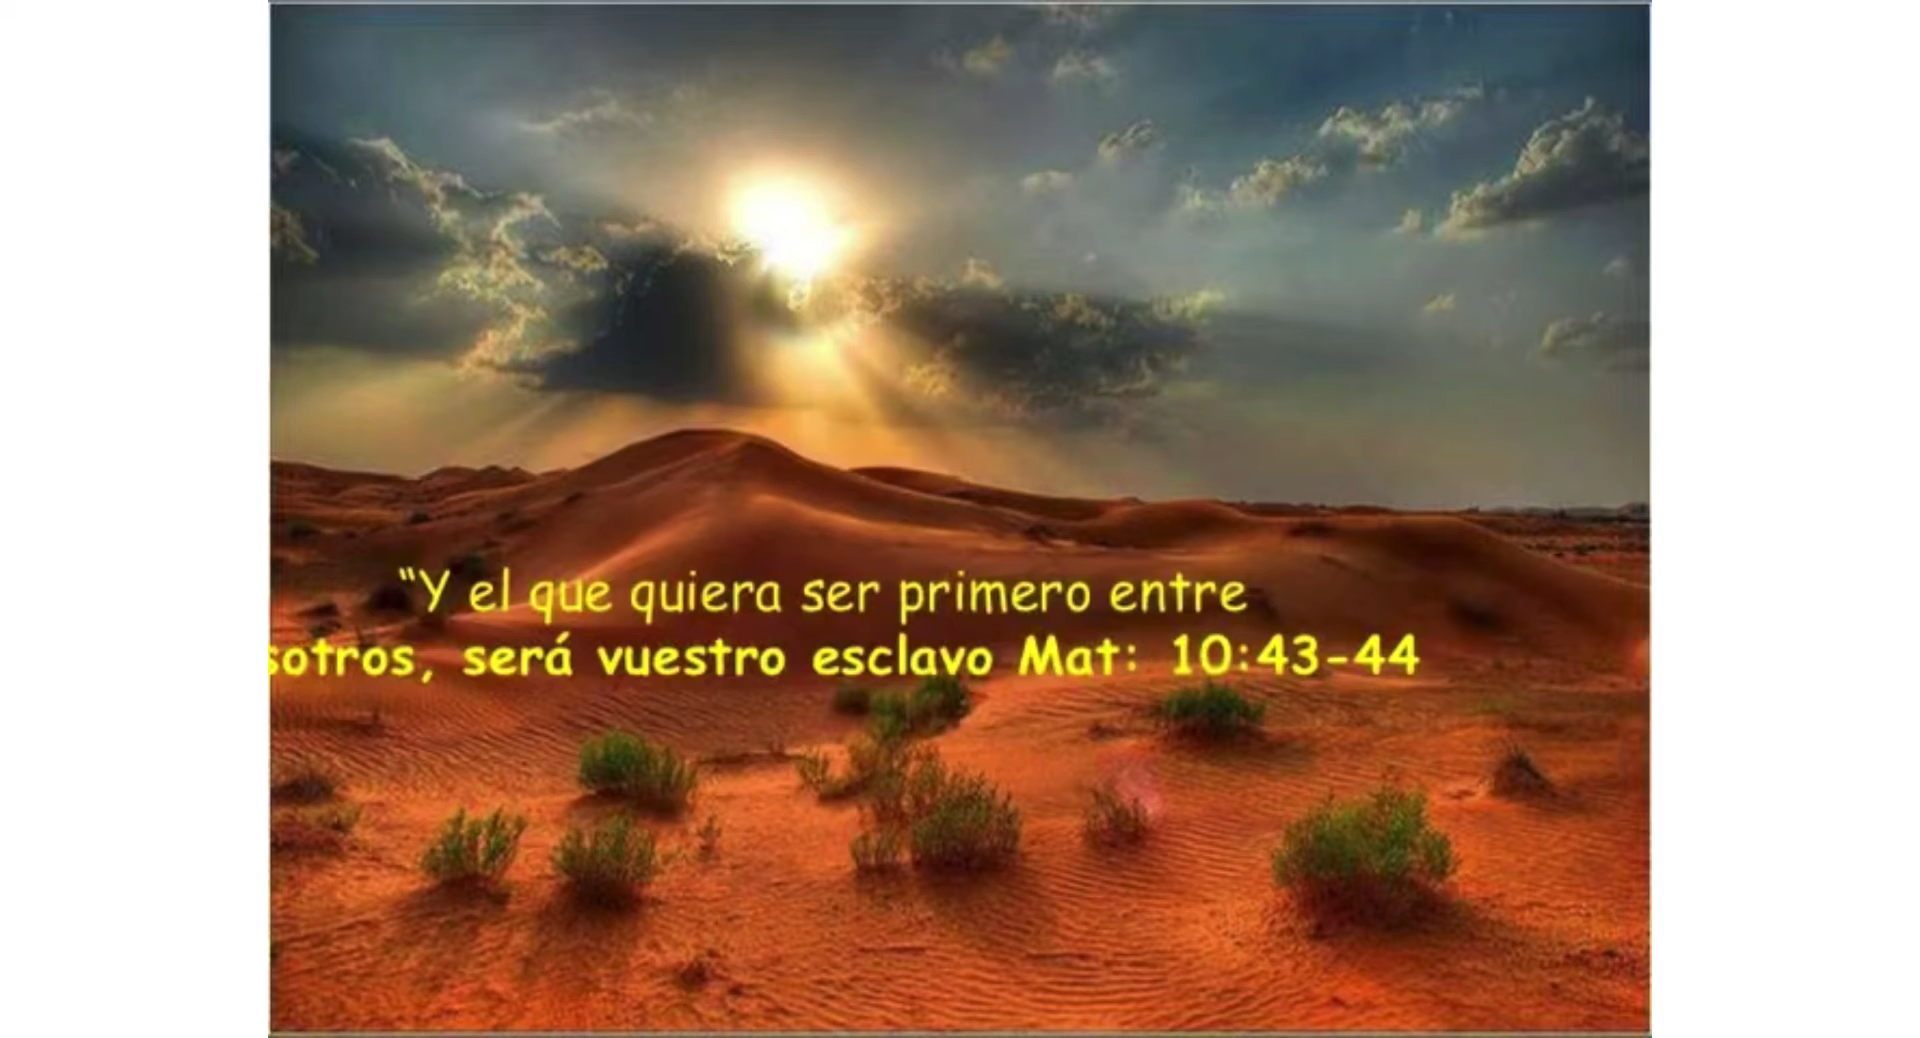 “Y el que quiera ser primero entre
sotros, será vuestro esclavo Mat: 10:43-44